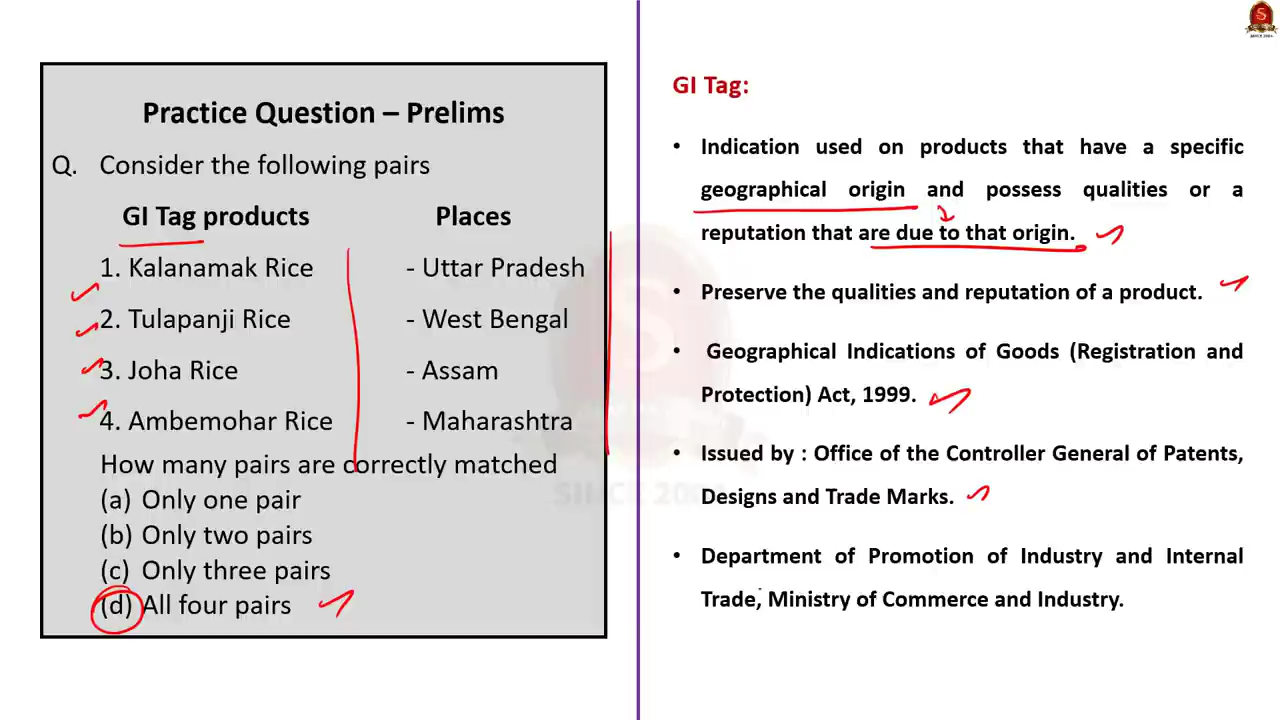 Practice Question – Prelims
Q. Consider the following pairs
GI Tag products Places
1. Kalanamak Rice - Uttar Pradesh
2. Tulapanji Rice - West Bengal
3. Joha Rice - Assam
4. Ambemohar Rice - Maharashtra
How many pairs are correctly matched
(a) Only one pair
(b) Only two pairs
(c) Only three pairs
(d) All four pairs
GI Tag:
• Indication used on products that have a specific
geographical origin and possess qualities or a
reputation that are due to that origin.
• Preserve the qualities and reputation of a product.
• Geographical Indications of Goods (Registration and
Protection) Act, 1999.
• Issued by : Office of the Controller General of Patents,
Designs and Trade Marks.
• Department of Promotion of Industry and Internal
Trade, Ministry of Commerce and Industry.
S
SINCE 2004